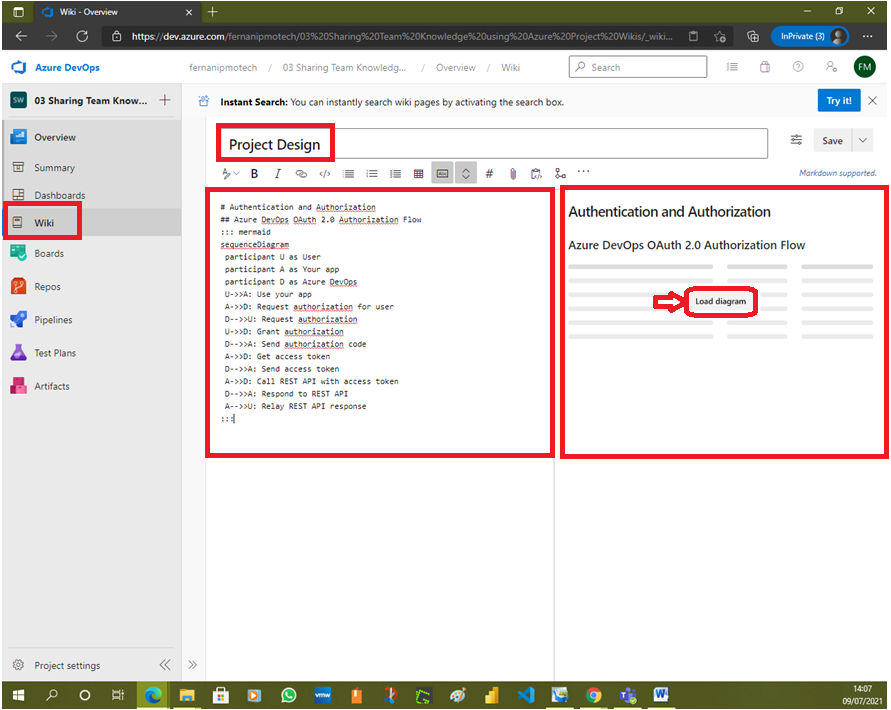 Wiki - Overview
https://dev.azure.com/fernanipmotech/03%20Sharing%20Team%20Knowledge%20using%20Azure%20Project%20Wikis/_wiki...
InPrivate (3)
Azure DevOps
fernanipmotech / 03 Sharing Team Knowledg... / Overview / Wiki
Search
FM
SW
03 Sharing Team Know...
Instant Search: You can instantly search wiki pages by activating the search box.
Try it!
Overview
Summary
Dashboards
Wiki
Boards
Repos
Pipelines
Test Plans
Artifacts
Project settings
Project Design
Save
B I </> # ...
Markdown supported.
# Authentication and Authorization
## Azure DevOps OAuth 2.0 Authorization Flow
::: mermaid
sequenceDiagram
participant U as User
participant A as Your app
participant D as Azure DevOps
U->>A: Use your app
A->>D: Request authorization for user
D-->>U: Request authorization
U->>D: Grant authorization
D-->>A: Send authorization code
A->>D: Get access token
D-->>A: Send access token
A->>D: Call REST API with access token
D-->>A: Respond to REST API
A-->>U: Relay REST API response
:::
Authentication and Authorization
Azure DevOps OAuth 2.0 Authorization Flow
Load diagram
vmw
14:07
09/07/2021